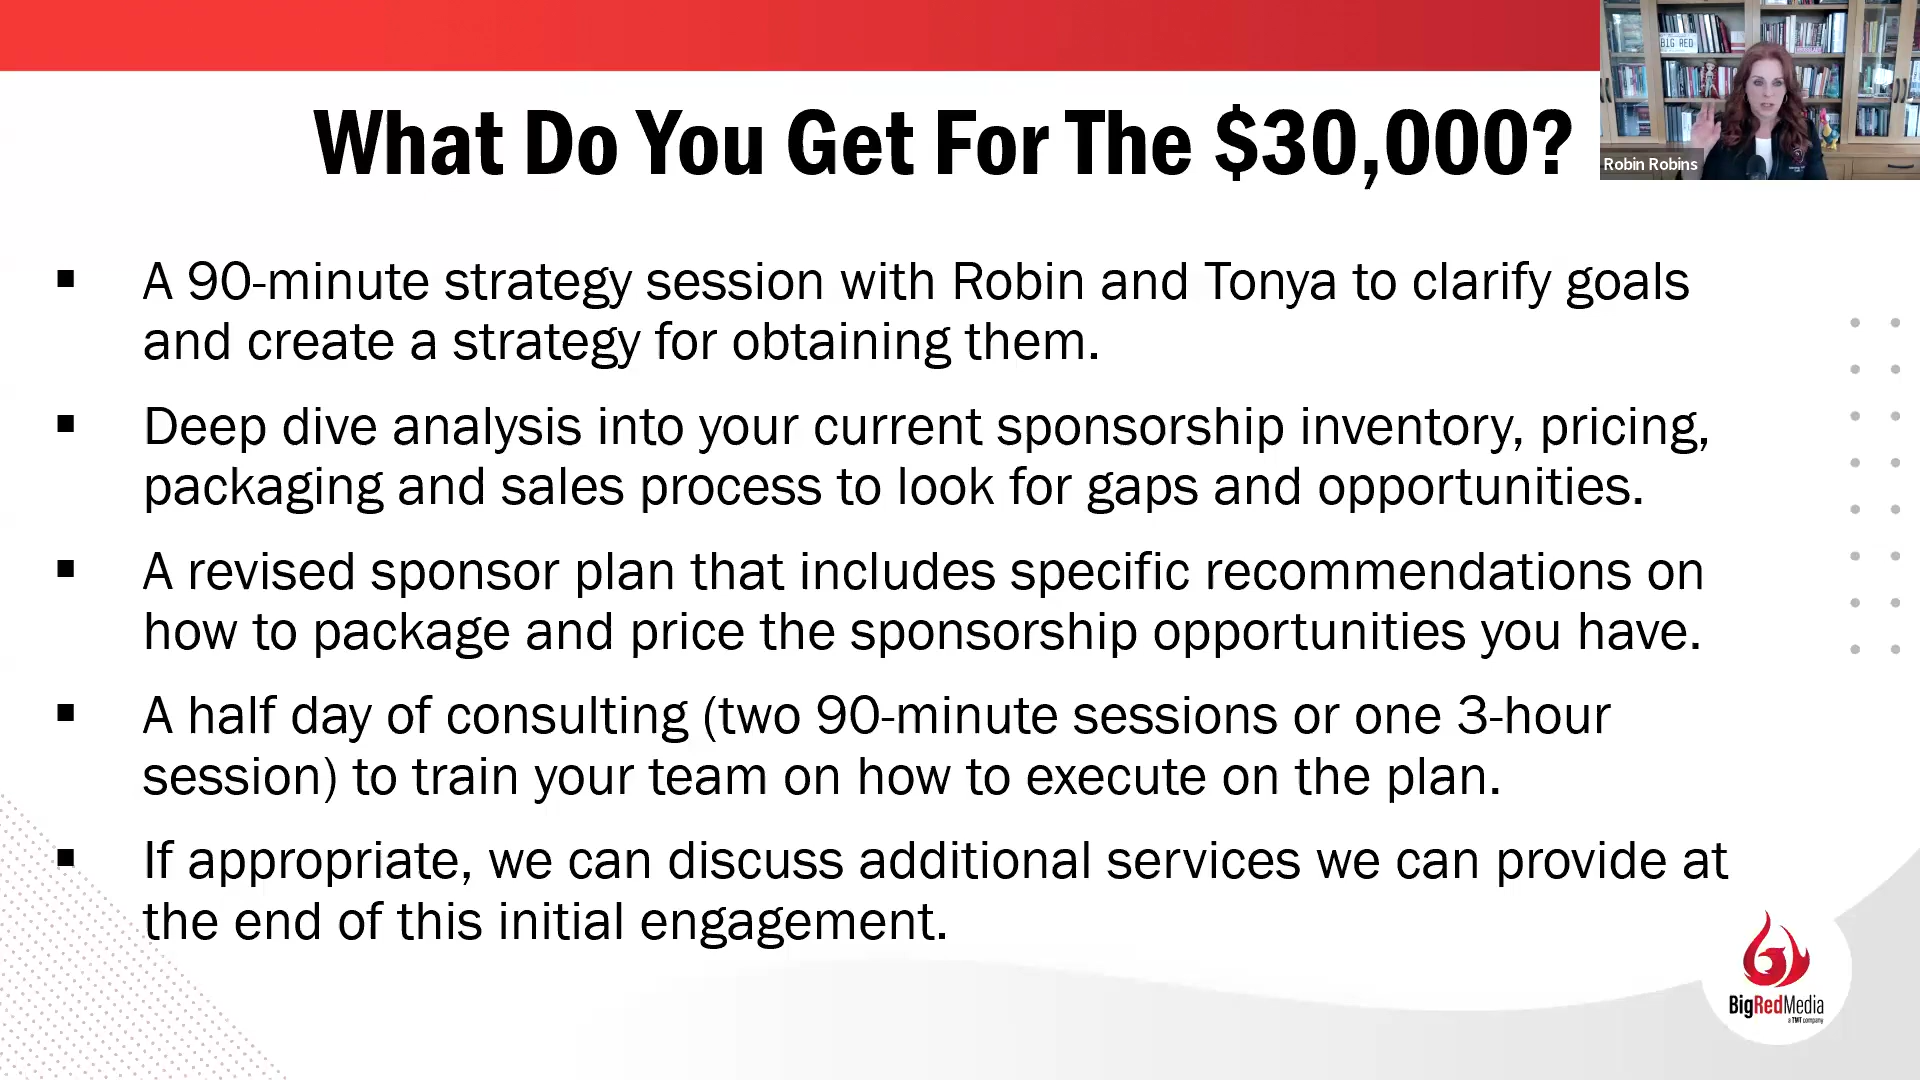 BIG RED
Robin Robins
What Do You Get For The $30,000?
▪ A 90-minute strategy session with Robin and Tonya to clarify goals
and create a strategy for obtaining them.
▪ Deep dive analysis into your current sponsorship inventory, pricing,
packaging and sales process to look for gaps and opportunities.
▪ A revised sponsor plan that includes specific recommendations on
how to package and price the sponsorship opportunities you have.
▪ A half day of consulting (two 90-minute sessions or one 3-hour
session) to train your team on how to execute on the plan.
▪ If appropriate, we can discuss additional services we can provide at
the end of this initial engagement.
BigRedMedia
a TMT company